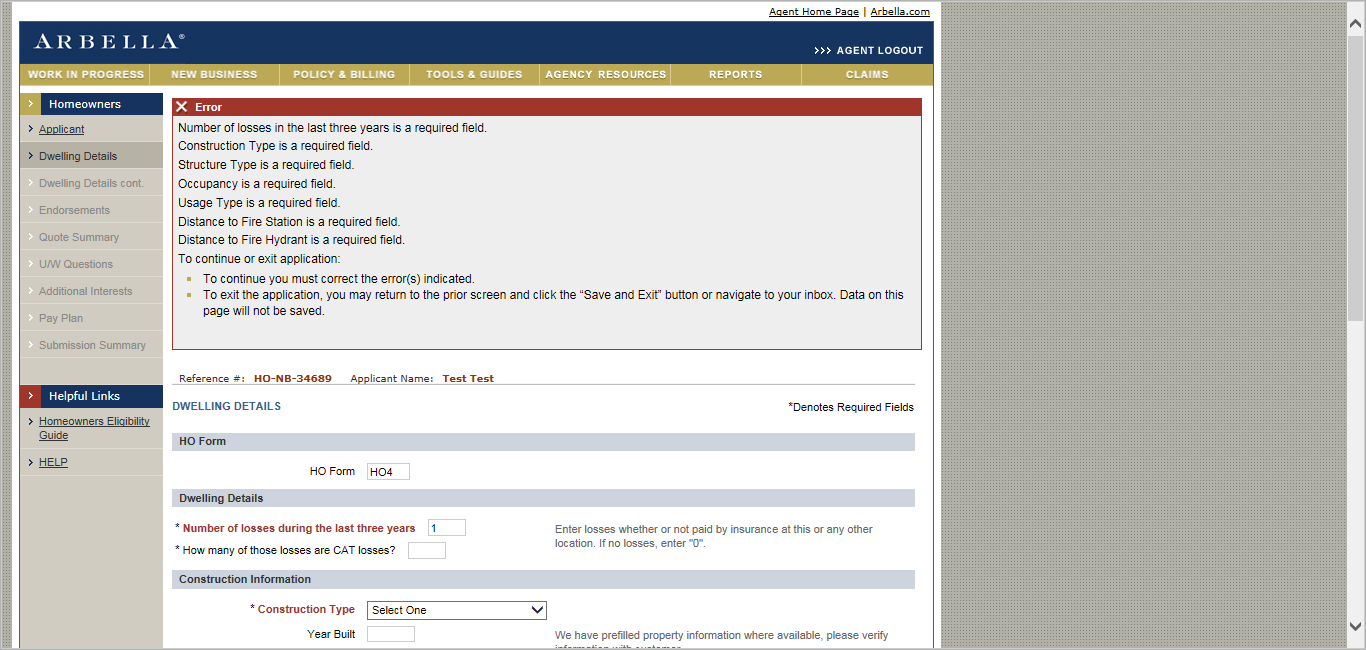 Agent Home Page | Arbella.com
ARBELLA®
>>> AGENT LOGOUT
WORK IN PROGRESS NEW BUSINESS POLICY & BILLING TOOLS & GUIDES AGENCY RESOURCES REPORTS CLAIMS
Homeowners
Applicant
Dwelling Details
Dwelling Details cont.
Endorsements
Quote Summary
U/W Questions
Additional Interests
Pay Plan
Submission Summary
Helpful Links
Homeowners Eligibility
Guide
HELP
Error
Number of losses in the last three years is a required field.
Construction Type is a required field.
Structure Type is a required field.
Occupancy is a required field.
Usage Type is a required field.
Distance to Fire Station is a required field.
Distance to Fire Hydrant is a required field.
To continue or exit application:
To continue you must correct the error(s) indicated.
To exit the application, you may return to the prior screen and click the “Save and Exit” button or navigate to your inbox. Data on
this page will not be saved.
Reference #: HO-NB-34689 Applicant Name: Test Test
DWELLING DETAILS
*Denotes Required Fields
HO Form
HO Form HO4
Dwelling Details
* Number of losses during the last three years 1
Enter losses whether or not paid by insurance at this or any other
location. If no losses, enter "0".
* How many of those losses are CAT losses?
Construction Information
* Construction Type Select One
Year Built
We have prefilled property information where available, please verify
information with customer.